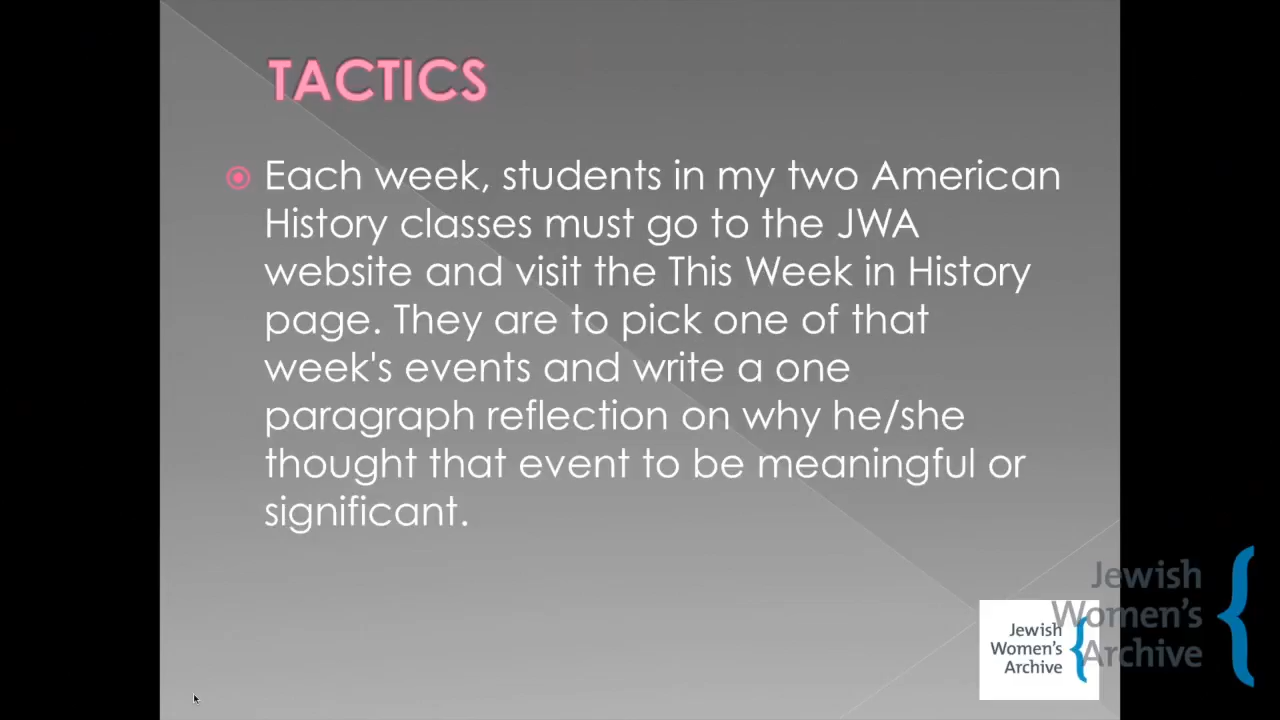 TACTICS
Each week, students in my two American
History classes must go to the JWA
website and visit the This Week in History
page. They are to pick one of that
week's events and write a one
paragraph reflection on why he/she
thought that event to be meaningful or
significant.
Jewish
Women's
Archive
Jewish
Women's
Archive